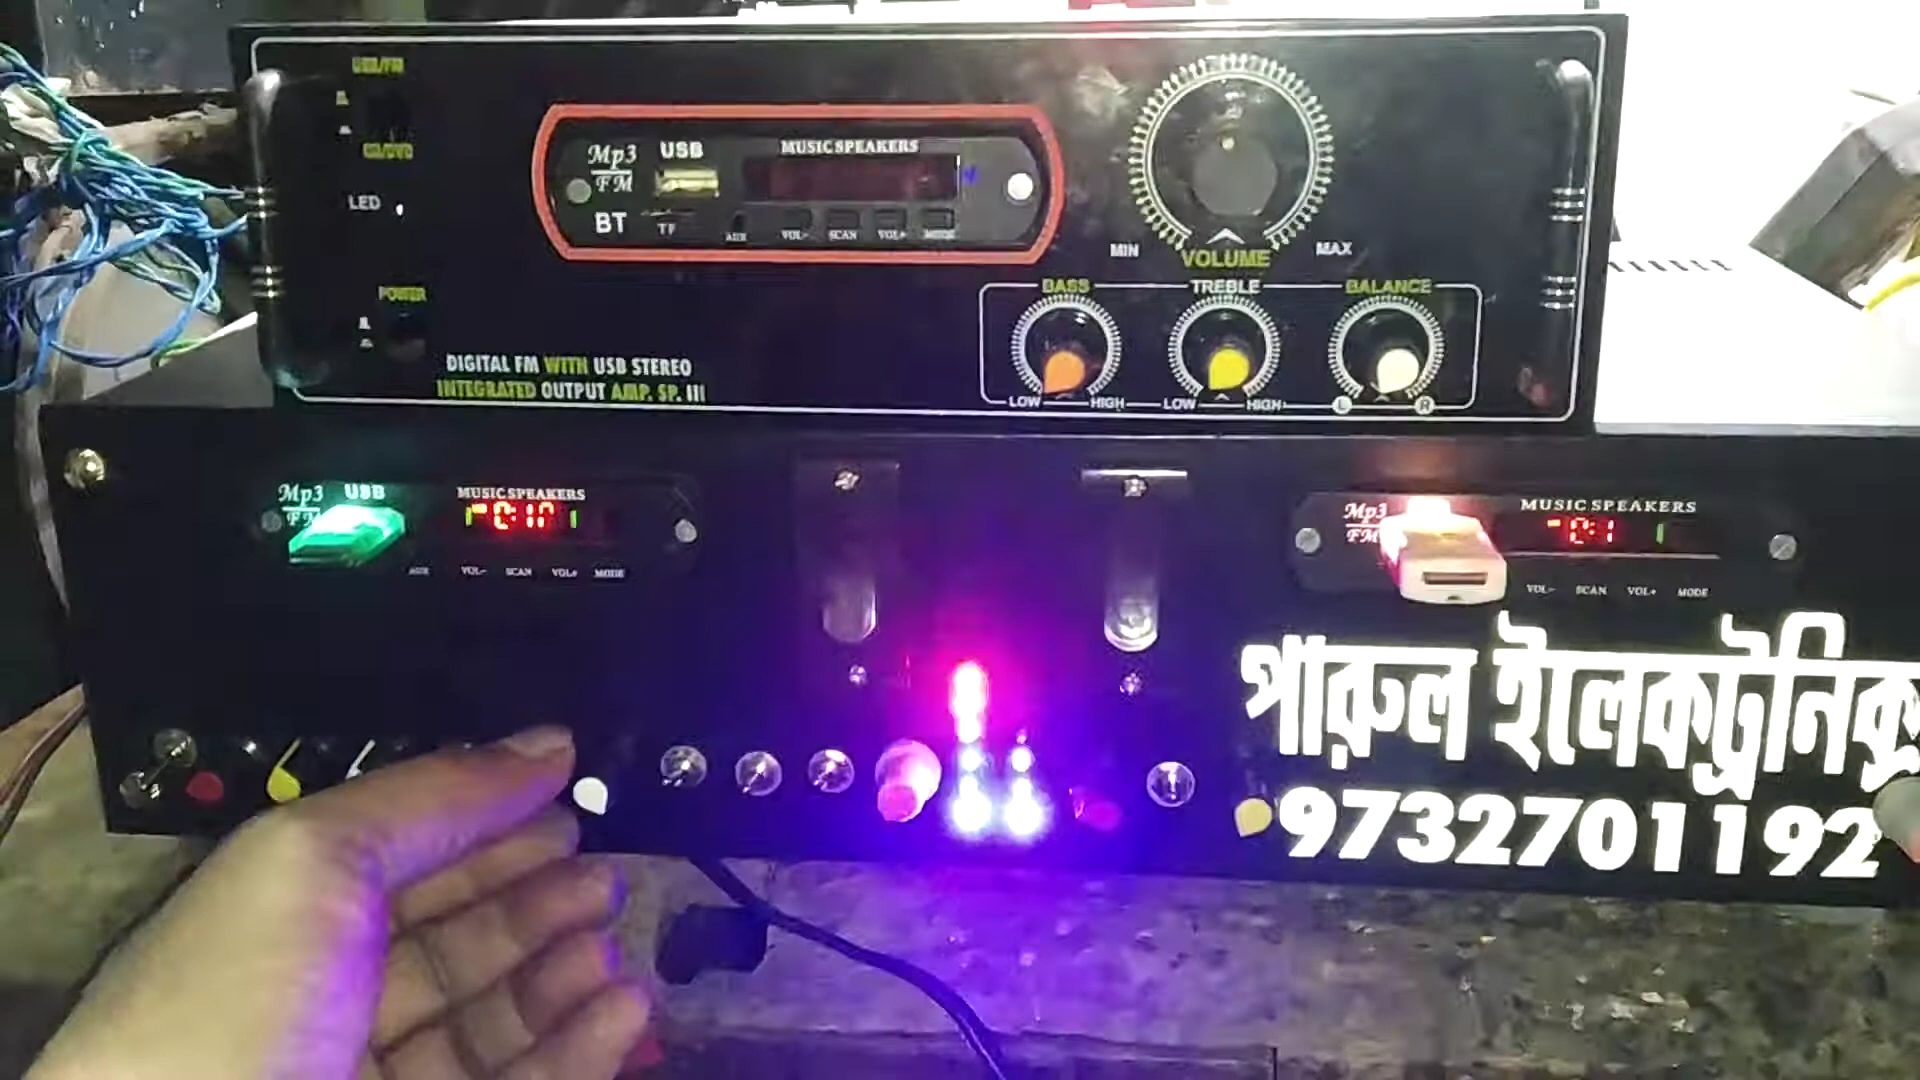 USB/FM
CD/DVD
LED
POWER
Mp3
FM
USB
BT
TF
MUSIC SPEAKERS
AUX VOL- SCAN VOL+ MODE
MIN VOLUME MAX
BASS TREBLE BALANCE
LOW HIGH LOW HIGH L R
DIGITAL FM WITH USB STEREO
INTEGRATED OUTPUT AMP. SP. III
Mp3 USB
FM
MUSIC SPEAKERS
AUX VOL- SCAN VOL+ MODE
Mp3
FM
MUSIC SPEAKERS
VOL- SCAN VOL+ MODE
পারুল ইলেকট্রনিক্স
9732701192